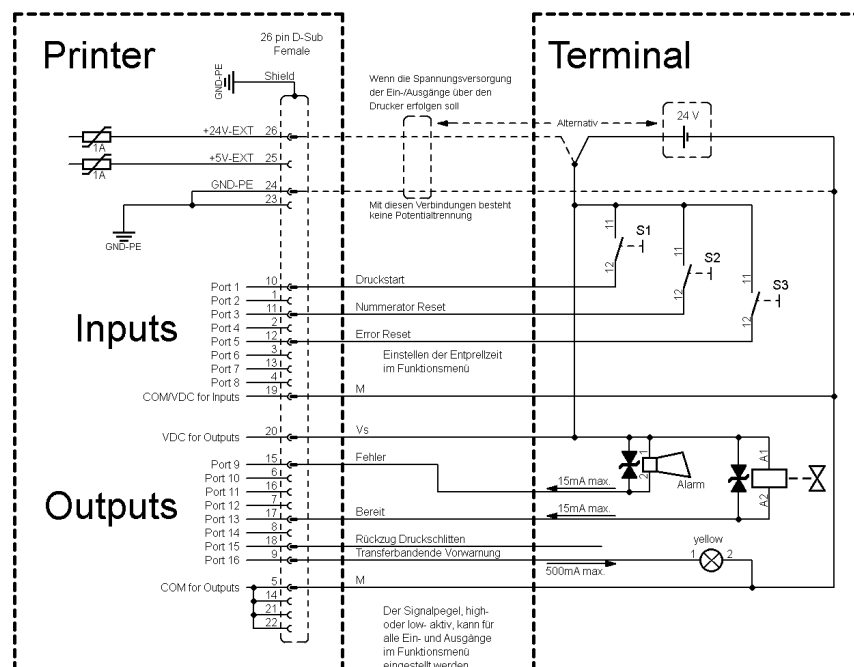 Printer
26 pin D-Sub
Female
Terminal
Shield
GND-PE
Wenn die Spannungsversorgung
der Ein-/Ausgänge über den
Drucker erfolgen soll
Alternativ
24 V
+24V-EXT 26
1A
+5V-EXT 25
1A
GND-PE 24
23
GND-PE
Mit diesen Verbindungen besteht
keine Potentialtrennung
11
S1
12
11
S2
12
11
S3
12
Inputs
Port 1 10 Druckstart
Port 2 1
Port 3 11 Nummerator Reset
Port 4 2
Port 5 12 Error Reset
Port 6 3
Port 7 13
Port 8 4
COM/VDC for Inputs 19 M
Einstellen der Entprellzeit
im Funktionsmenü
VDC for Outputs 20 Vs
Outputs
Port 9 15 Fehler
Port 10 6
Port 11 16
Port 12 7
Port 13 17 Bereit
Port 14 8
Port 15 18 Rückzug Druckschlitten
Port 16 9 Transferbandende Vorwarnung
15mA max.
1
2
Alarm
A1
A2
15mA max.
500mA max.
yellow
1 2
COM for Outputs 5 M
14
21
22
Der Signalpegel, high-
oder low- aktiv, kann für
alle Ein- und Ausgänge
im Funktionsmenü
eingestellt werden